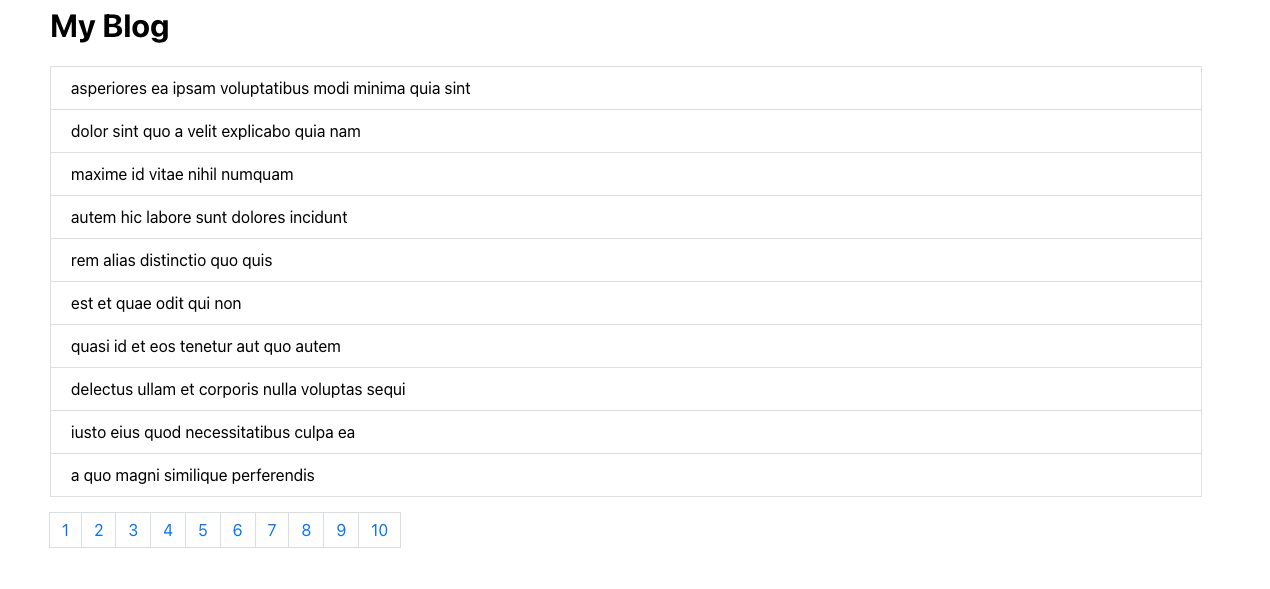 My Blog
asperiores ea ipsam voluptatibus modi minima quia sint
dolor sint quo a velit explicabo quia nam
maxime id vitae nihil numquam
autem hic labore sunt dolores incidunt
rem alias distinctio quo quis
est et quae odit qui non
quasi id et eos tenetur aut quo autem
delectus ullam et corporis nulla voluptas sequi
iusto eius quod necessitatibus culpa ea
a quo magni similique perferendis
1 2 3 4 5 6 7 8 9 10